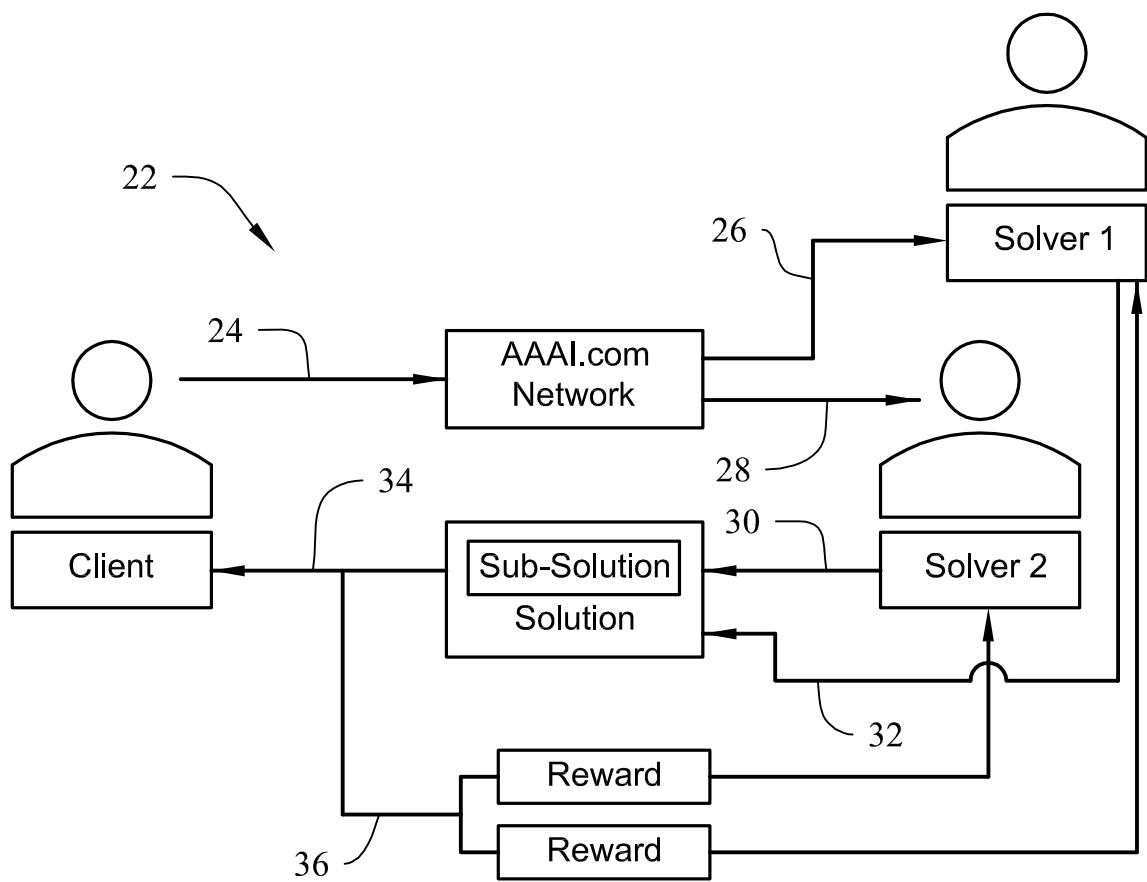 22
26
Solver 1
24
AAAI.com
Network
28
34
30
Client
Sub-Solution
Solution
Solver 2
32
Reward
36
Reward